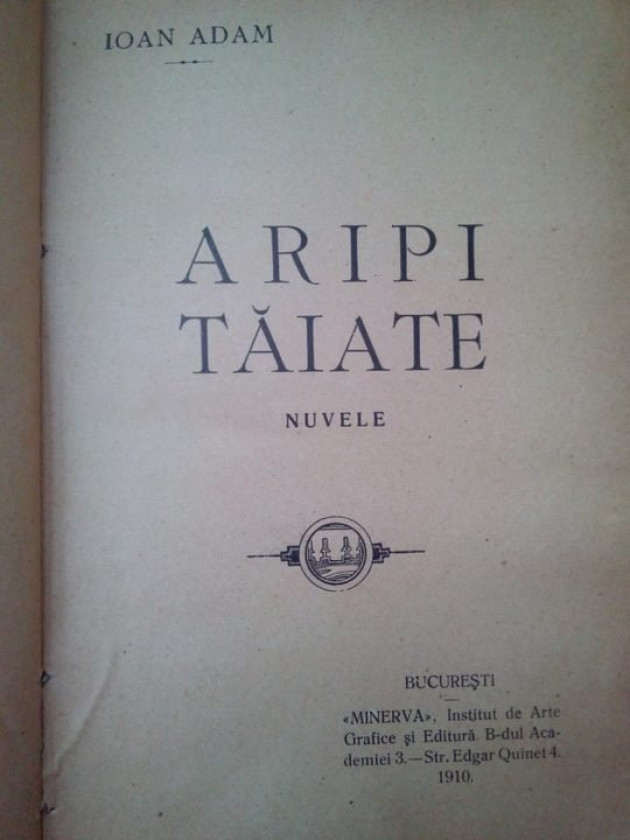 IOAN ADAM
ARIPI
TĂIATE
NUVELE
BUCUREȘTI
«MINERVA», Institut de Arte
Grafice și Editură B-dul Aca-
demiei 3.—Str. Edgar Quinet 4.
1910.